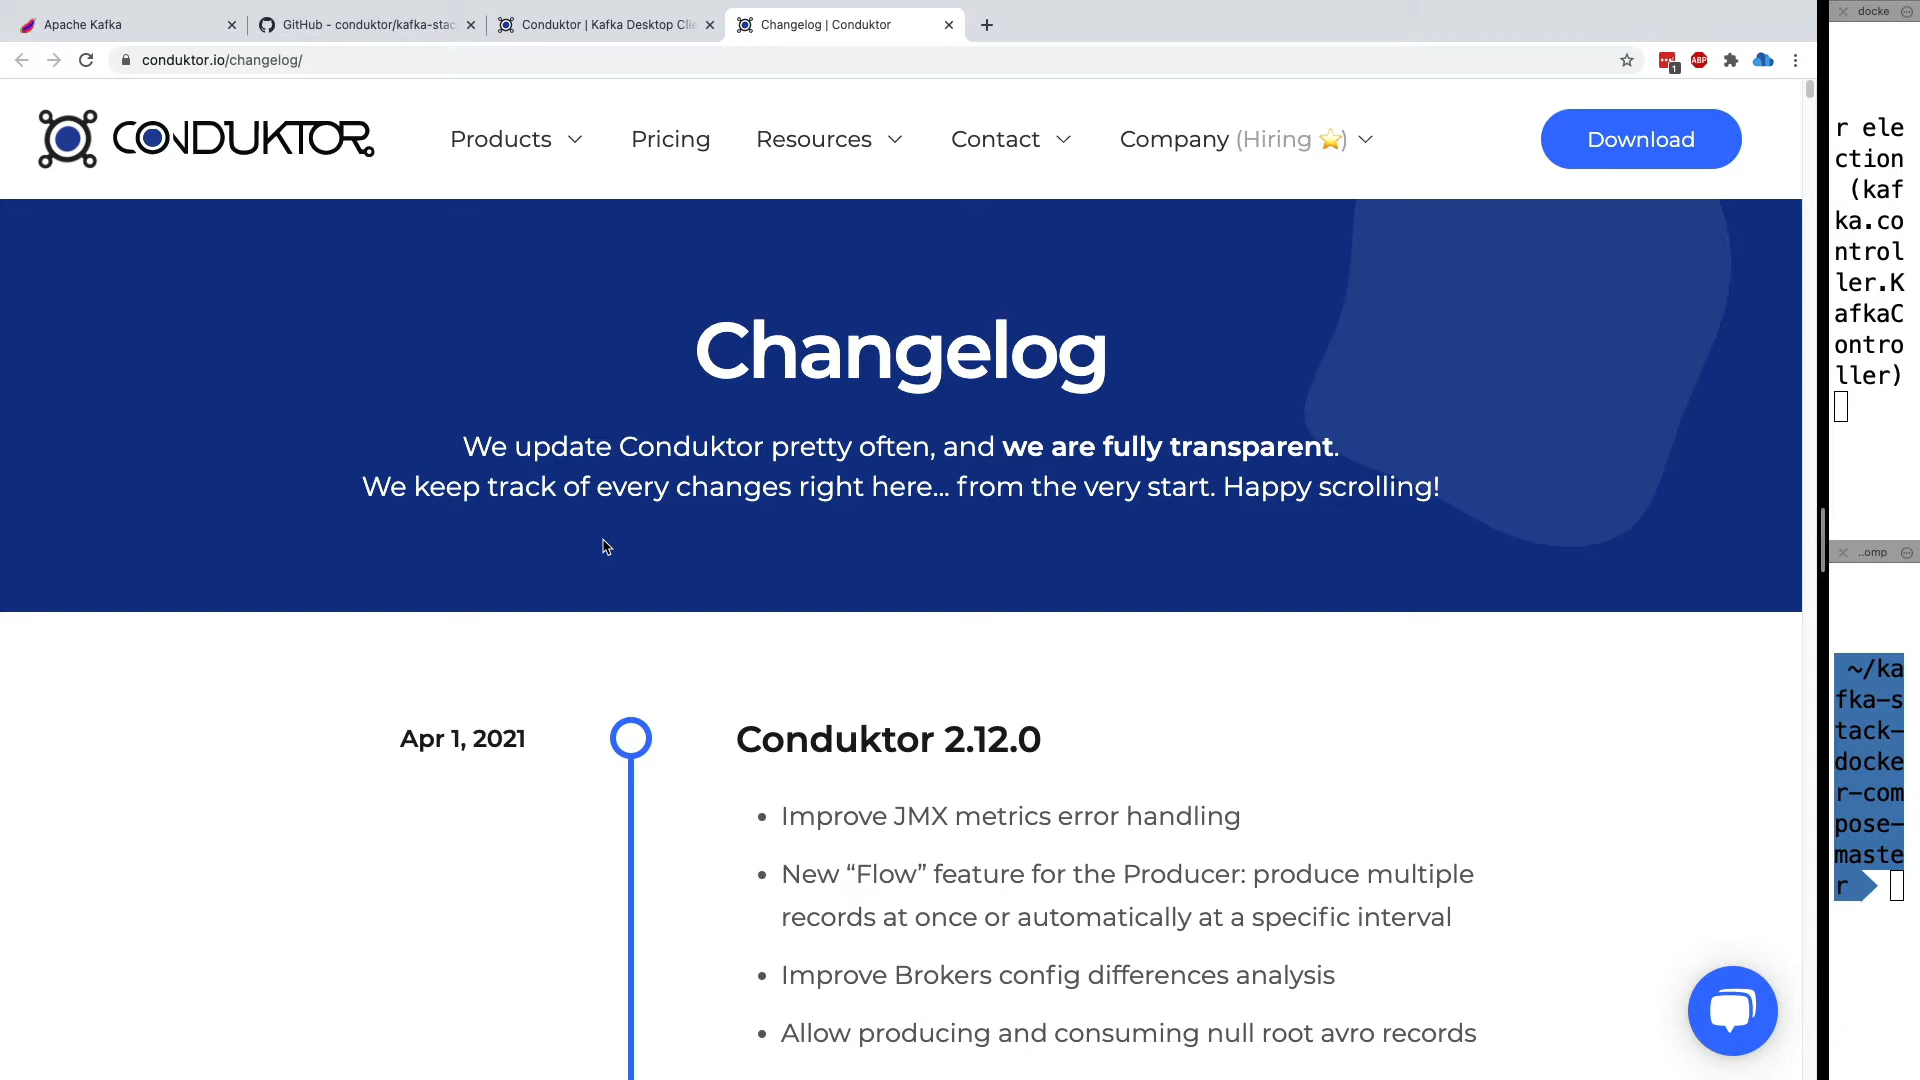 Apache Kafka
GitHub - conduktor/kafka-stac
Conduktor | Kafka Desktop Clie
Changelog | Conduktor
conduktor.io/changelog/
1
ABP
CONDUKTOR
Products
Pricing
Resources
Contact
Company (Hiring ⭐)
Download
Changelog
We update Conduktor pretty often, and we are fully transparent.
We keep track of every changes right here... from the very start. Happy scrolling!
Apr 1, 2021
Conduktor 2.12.0
• Improve JMX metrics error handling
• New “Flow” feature for the Producer: produce multiple
records at once or automatically at a specific interval
• Improve Brokers config differences analysis
• Allow producing and consuming null root avro records
docke
r ele
ction
(kaf
ka.co
ntrol
ler.K
afkaC
ontro
ller)
..omp
~/ka
fka-s
tack-
docke
r-com
pose-
maste
r